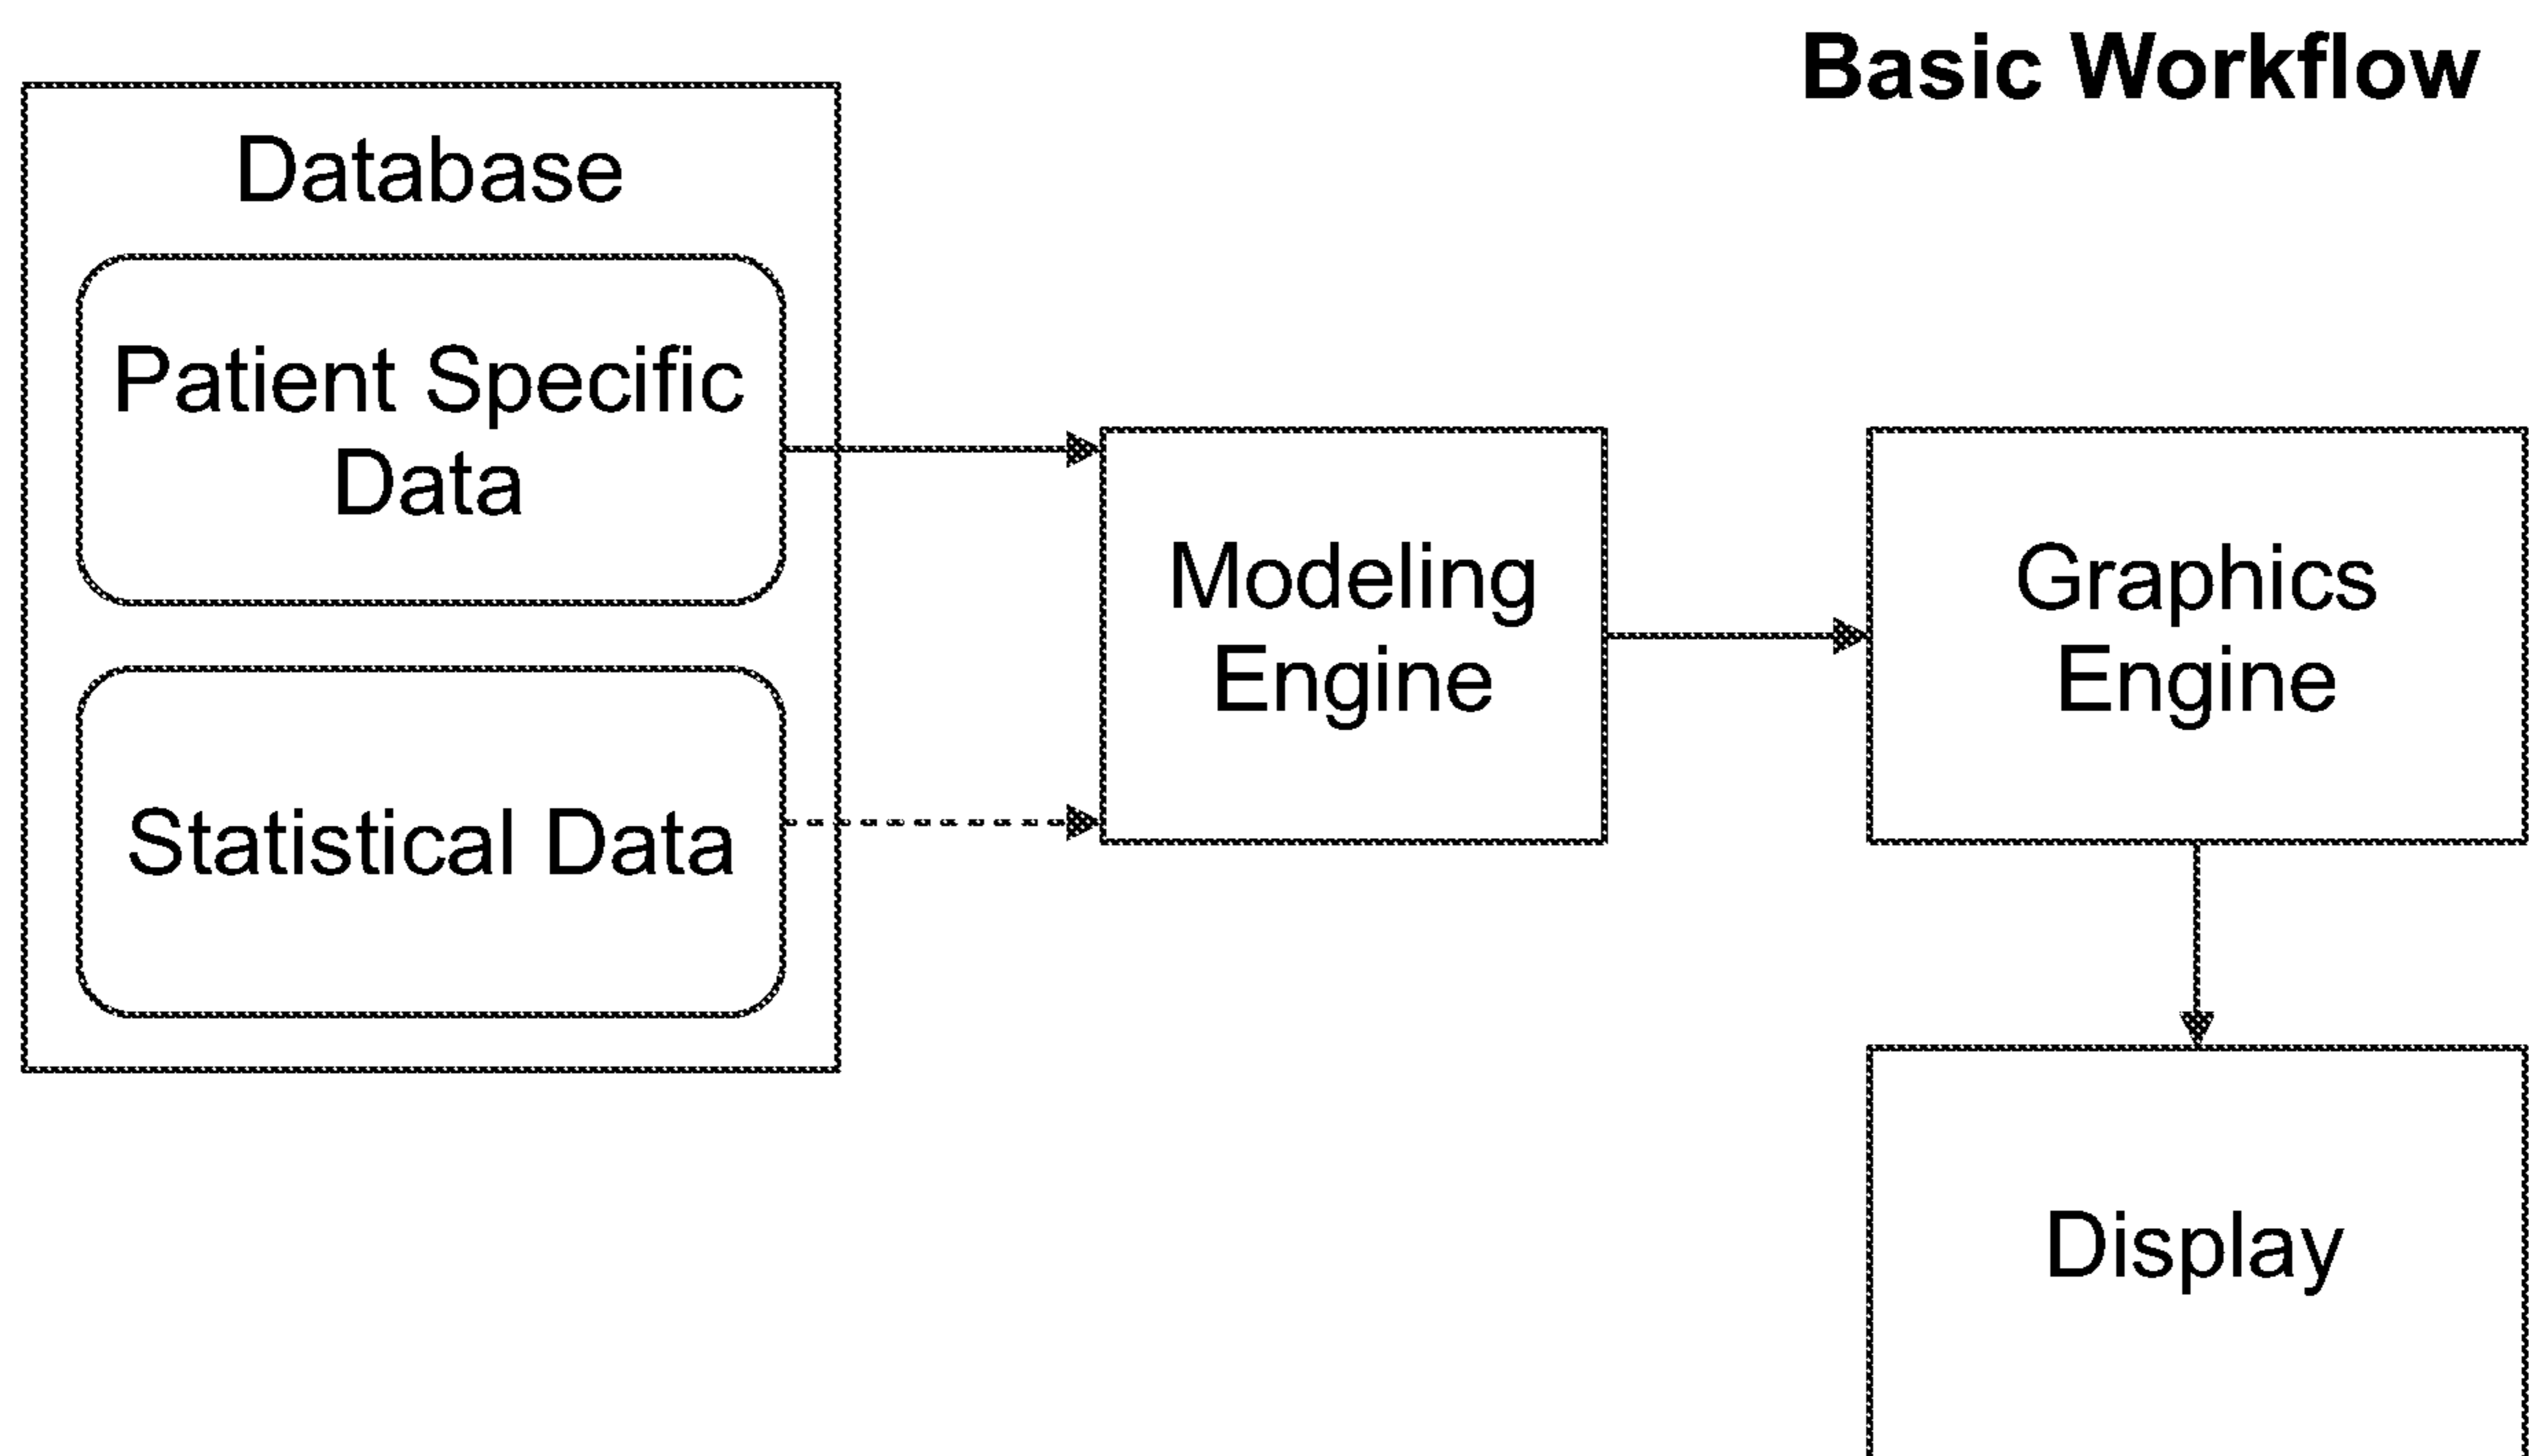 Basic Workflow
Database
Patient Specific
Data
Statistical Data
Modeling
Engine
Graphics
Engine
Display